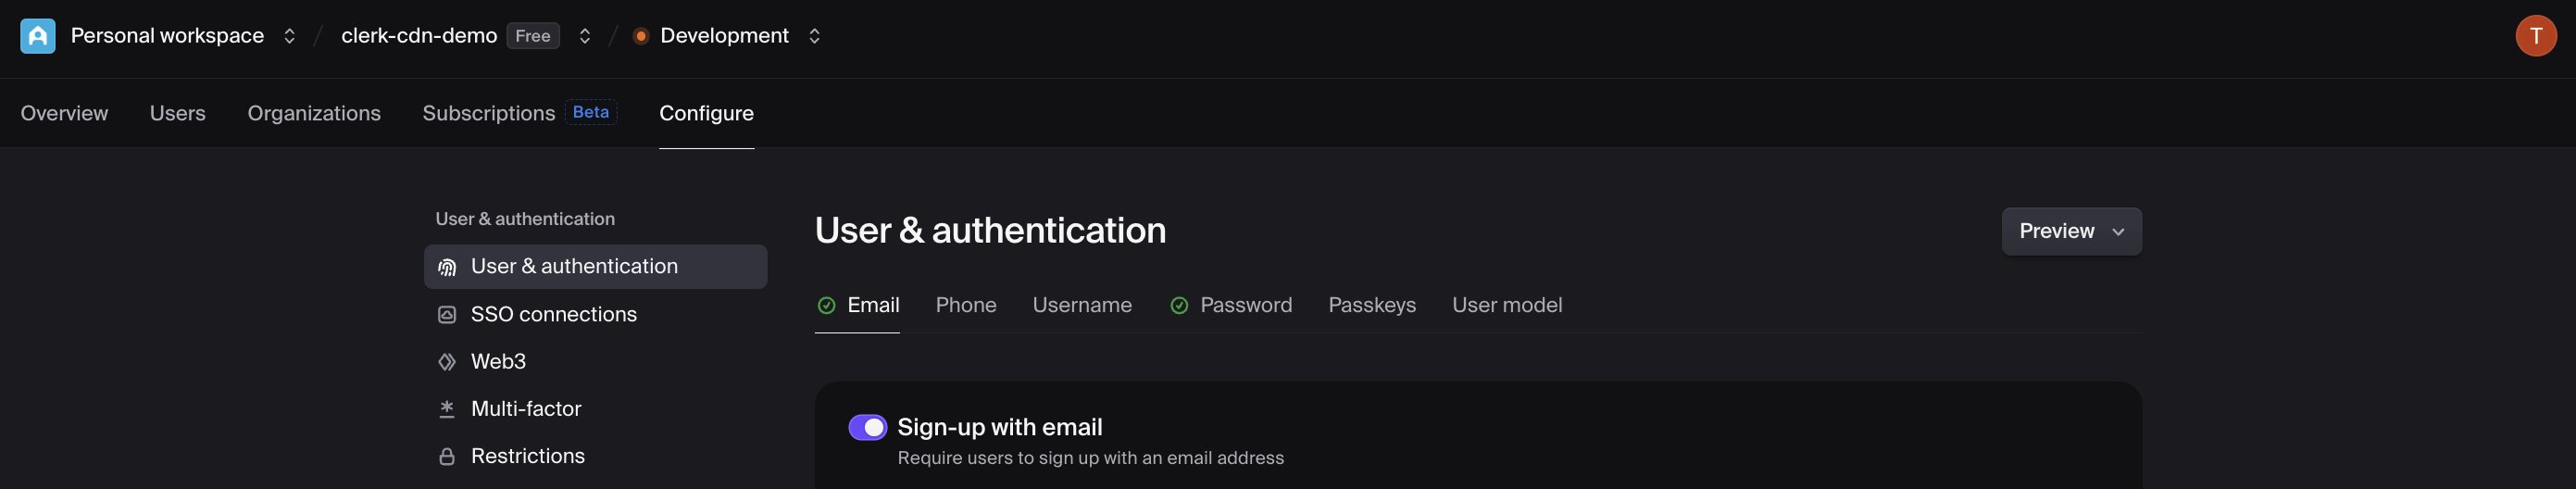 Personal workspace / clerk-cdn-demo Free / Development T
Overview Users Organizations Subscriptions Beta Configure
User & authentication
User & authentication
SSO connections
Web3
Multi-factor
Restrictions
User & authentication Preview
Email Phone Username Password Passkeys User model
Sign-up with email
Require users to sign up with an email address